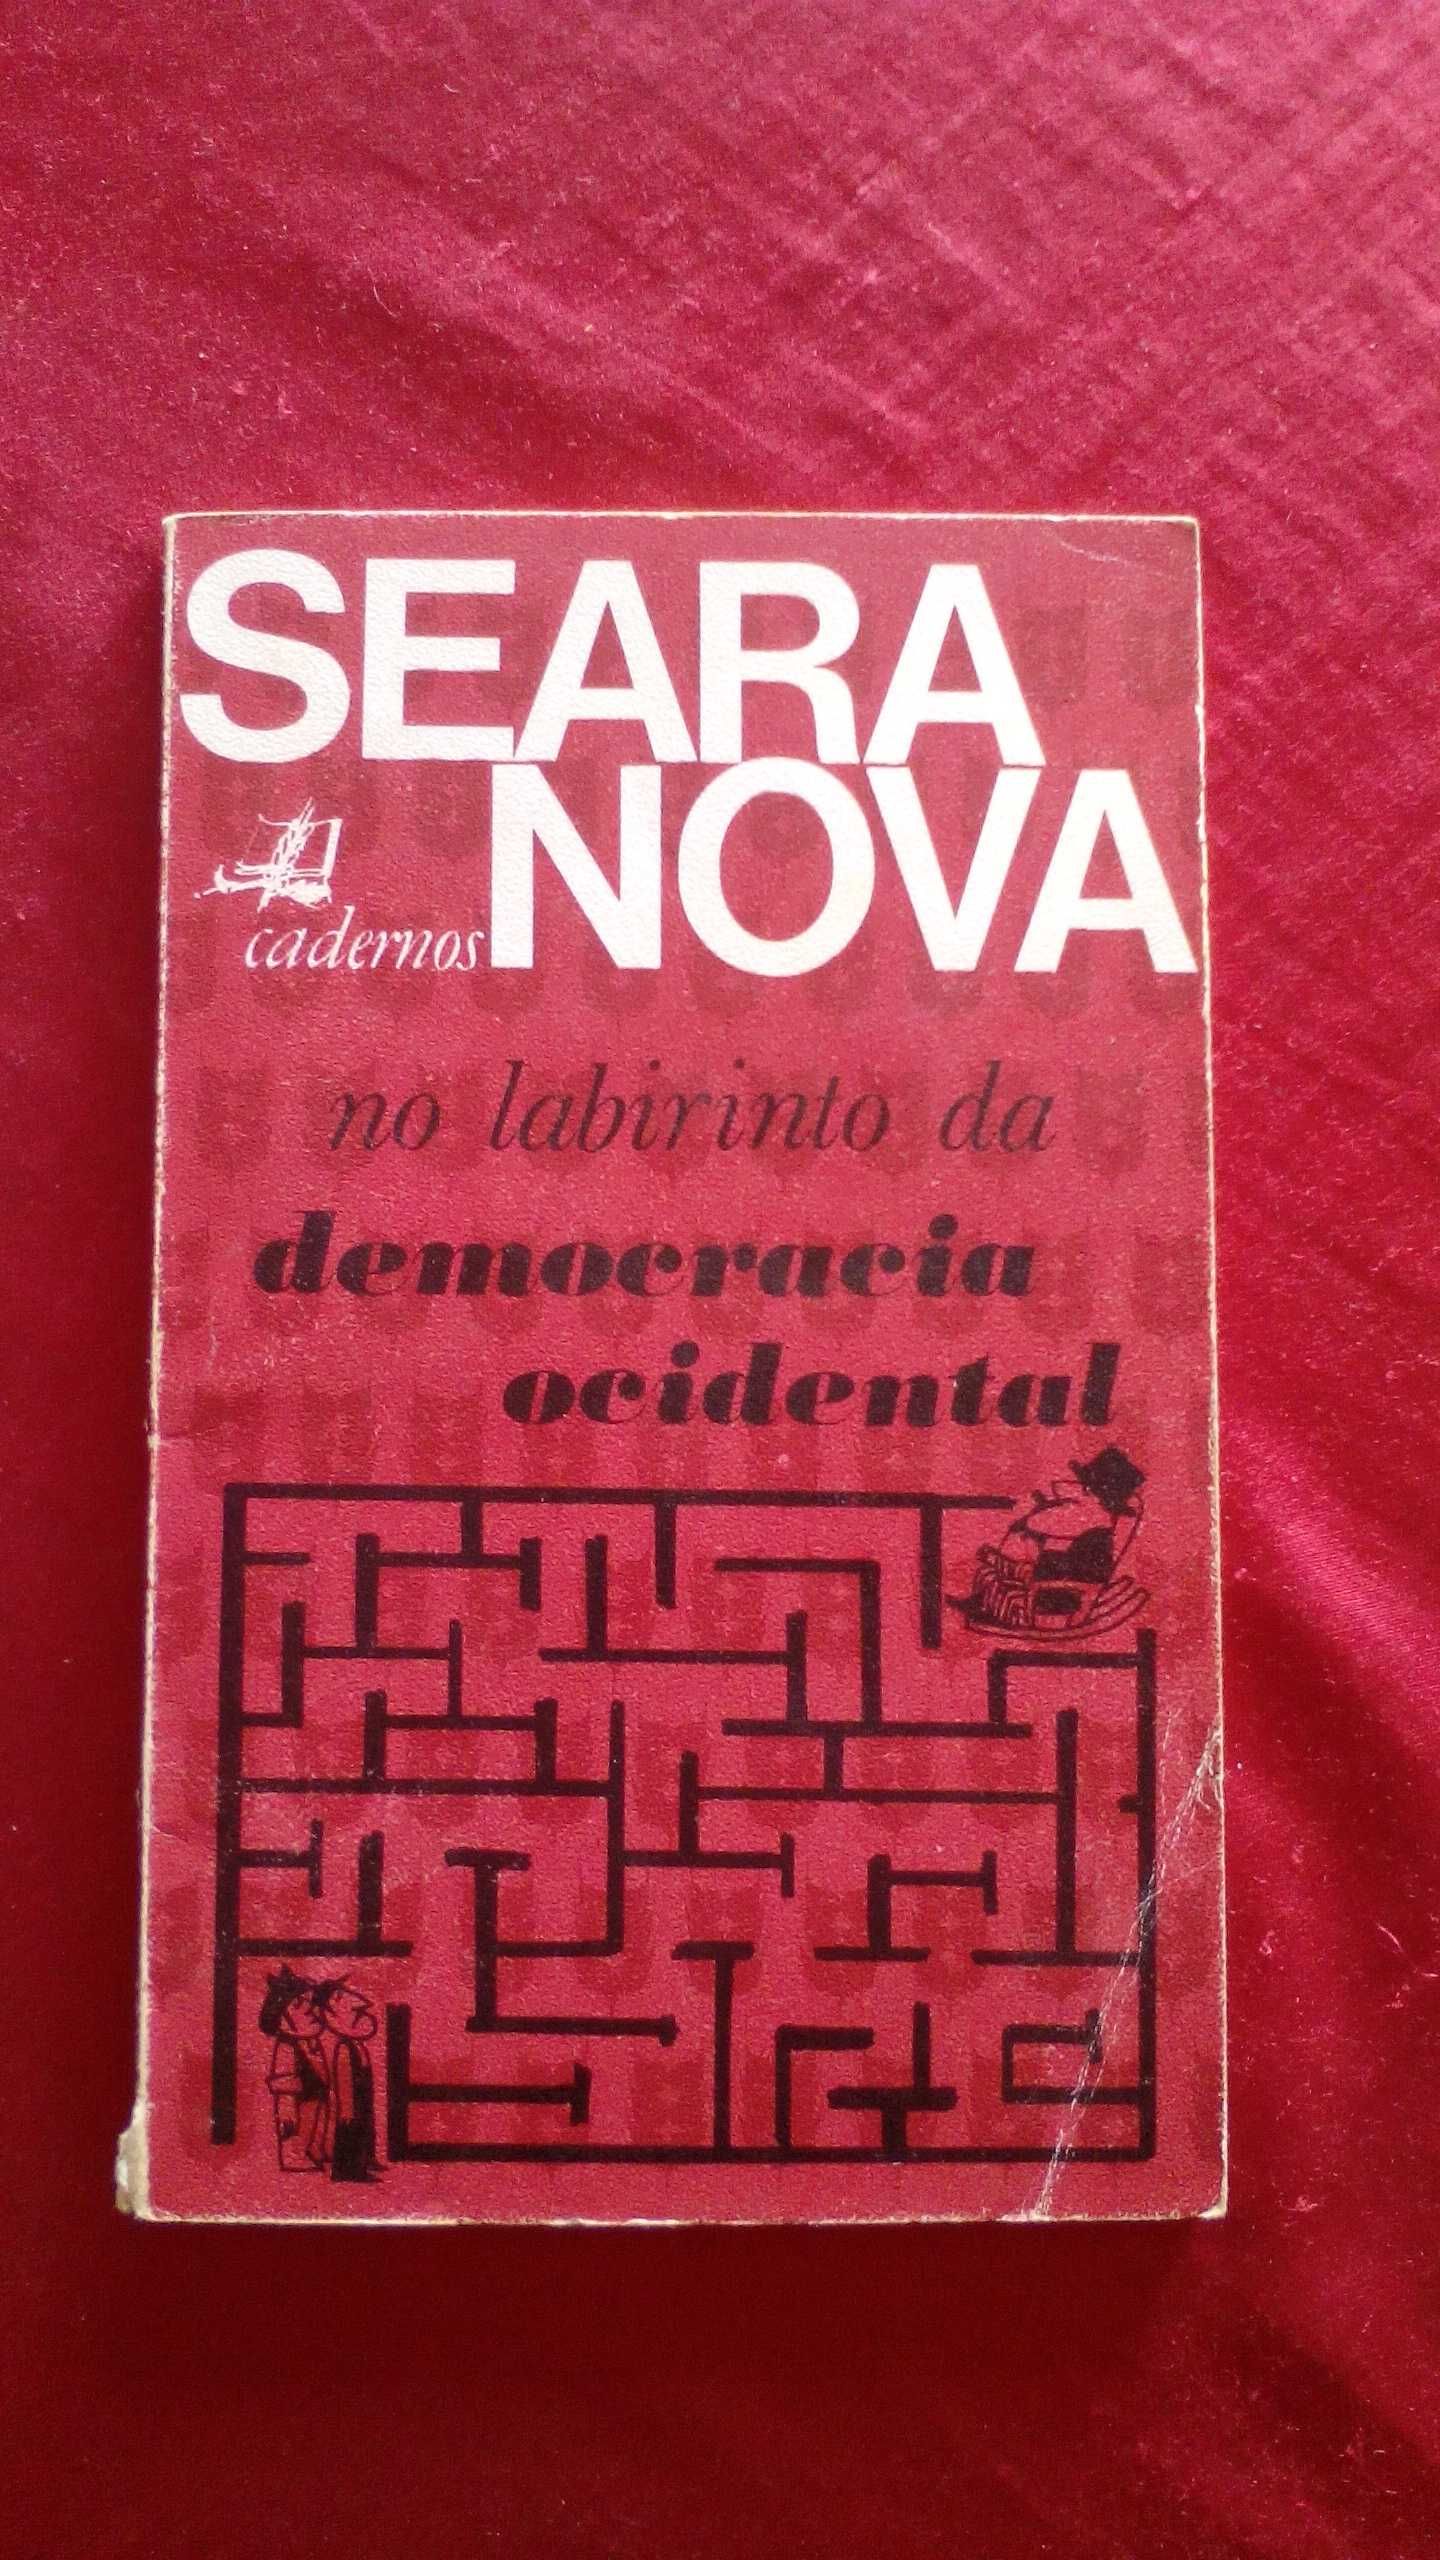 SEARA
NOVA
cadernos
no labirinto da
democracia
ocidental